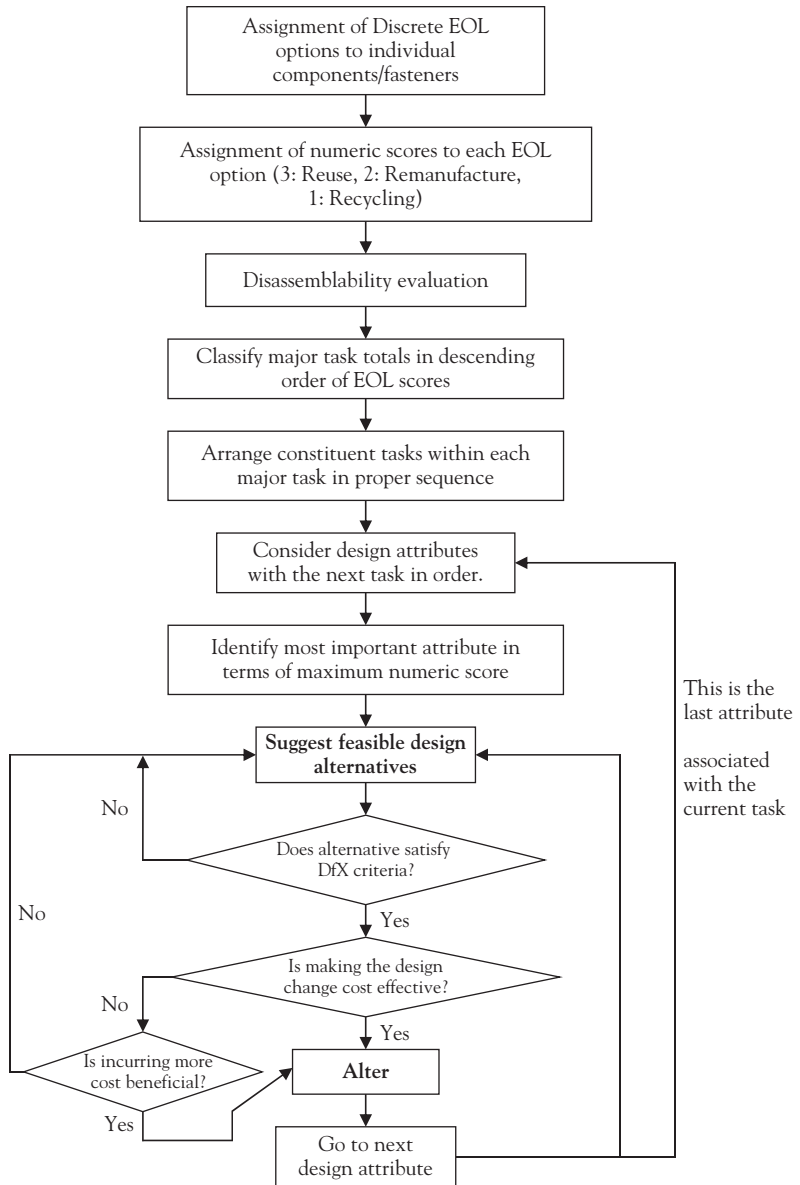 Assignment of Discrete EOL
options to individual
components/fasteners
Assignment of numeric scores to each EOL
option (3: Reuse, 2: Remanufacture,
1: Recycling)
Disassemblability evaluation
Classify major task totals in descending
order of EOL scores
Arrange constituent tasks within each
major task in proper sequence
Consider design attributes
with the next task in order.
Identify most important attribute in
terms of maximum numeric score
This is the
last attribute
associated with the
current task
Suggest feasible design
alternatives
No
Does alternative satisfy
DfX criteria?
No
Yes
Is making the design
change cost effective?
No
Yes
Is incurring more
cost beneficial?
Yes
Alter
Go to next
design attribute